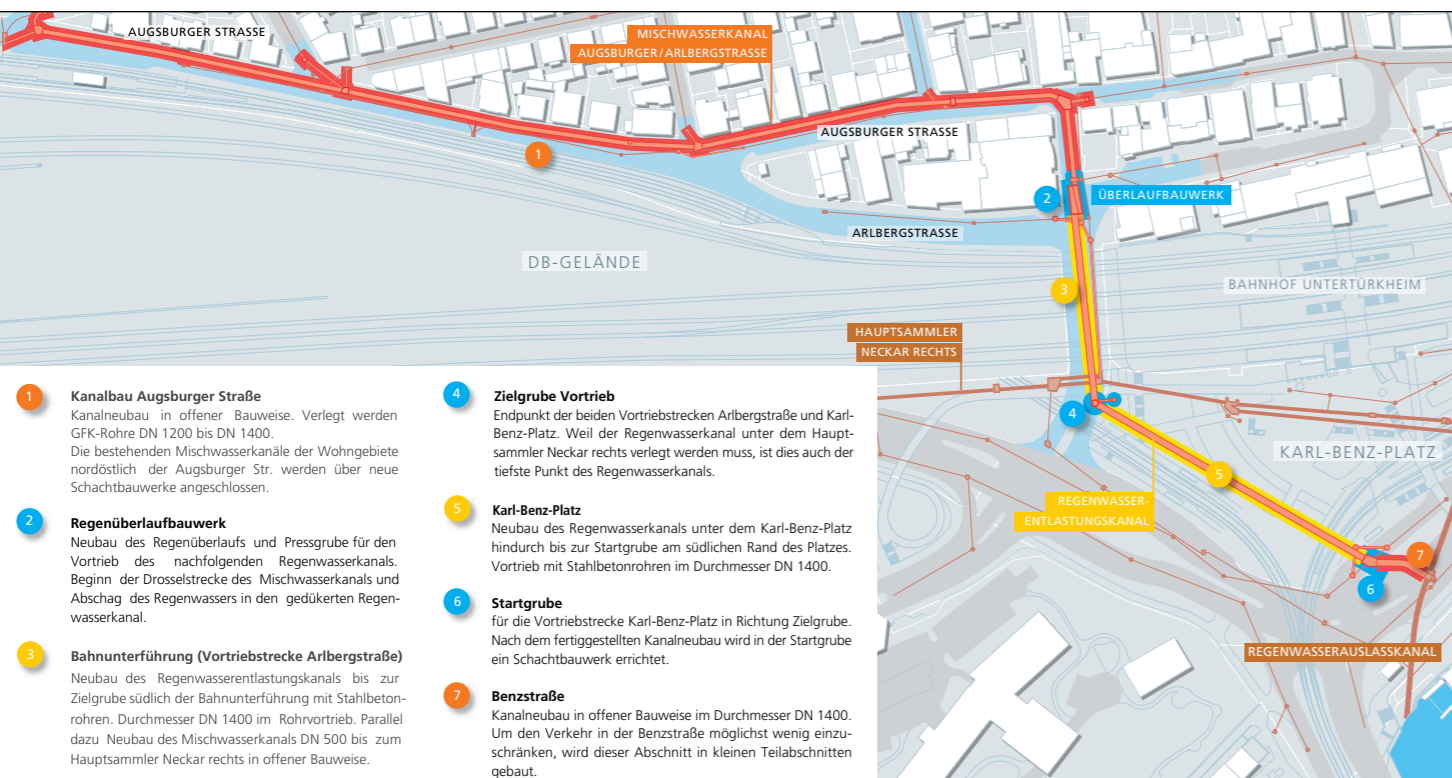 AUGSBURGER STRASSE
MISCHWASSERKANAL
AUGSBURGER/ARLBERGSTRASSE
AUGSBURGER STRASSE
1
2
ÜBERLAUFBAUWERK
ARLBERGSTRASSE
DB-GELÄNDE
3
BAHNHOF UNTERTÜRKHEIM
HAUPTSAMMLER
NECKAR RECHTS
4
KARL-BENZ-PLATZ
5
REGENWASSER-
ENTLASTUNGSKANAL
7
6
REGENWASSERAUSLASSKANAL
1
Kanalbau Augsburger Straße
Kanalneubau in offener Bauweise. Verlegt werden
GFK-Rohre DN 1200 bis DN 1400.
Die bestehenden Mischwasserkanäle der Wohngebiete
nordöstlich der Augsburger Str. werden über neue
Schachtbauwerke angeschlossen.
2
Regenüberlaufbauwerk
Neubau des Regenüberlaufs und Pressgrube für den
Vortrieb des nachfolgenden Regenwasserkanals.
Beginn der Drosselstrecke des Mischwasserkanals und
Abschag des Regenwassers in den gedükerten Regen-
wasserkanal.
3
Bahnunterführung (Vortriebstrecke Arlbergstraße)
Neubau des Regenwasserentlastungskanals bis zur
Zielgrube südlich der Bahnunterführung mit Stahlbeton-
rohren. Durchmesser DN 1400 im Rohrvortrieb. Parallel
dazu Neubau des Mischwasserkanals DN 500 bis zum
Hauptsammler Neckar rechts in offener Bauweise.
4
Zielgrube Vortrieb
Endpunkt der beiden Vortriebstrecken Arlbergstraße und Karl-
Benz-Platz. Weil der Regenwasserkanal unter dem Haupt-
sammler Neckar rechts verlegt werden muss, ist dies auch der
tiefste Punkt des Regenwasserkanals.
5
Karl-Benz-Platz
Neubau des Regenwasserkanals unter dem Karl-Benz-Platz
hindurch bis zur Startgrube am südlichen Rand des Platzes.
Vortrieb mit Stahlbetonrohren im Durchmesser DN 1400.
6
Startgrube
für die Vortriebstrecke Karl-Benz-Platz in Richtung Zielgrube.
Nach dem fertiggestellten Kanalneubau wird in der Startgrube
ein Schachtbauwerk errichtet.
7
Benzstraße
Kanalneubau in offener Bauweise im Durchmesser DN 1400.
Um den Verkehr in der Benzstraße möglichst wenig einzu-
schränken, wird dieser Abschnitt in kleinen Teilabschnitten
gebaut.